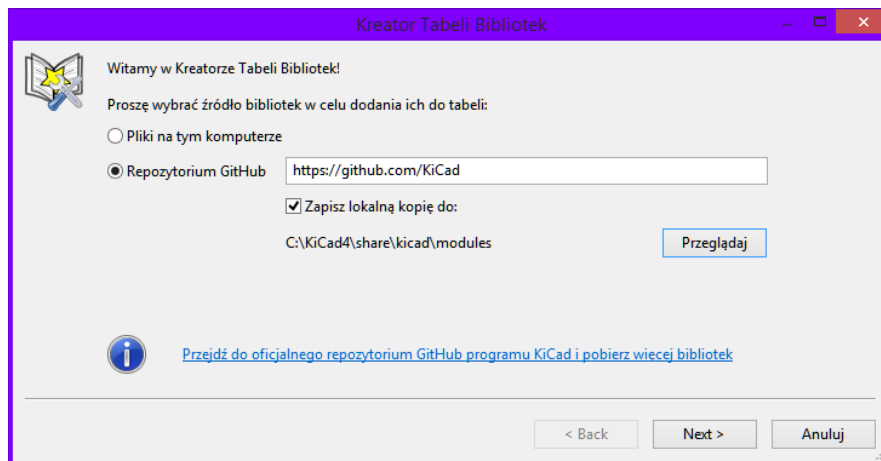 Kreator Tabeli Bibliotek
Witamy w Kreatorze Tabeli Bibliotek!
Proszę wybrać źródło bibliotek w celu dodania ich do tabeli:
Pliki na tym komputerze
Repozytorium GitHub https://github.com/KiCad
Zapisz lokalną kopię do:
C:\KiCad4\share\kicad\modules Przeglądaj
Przejdź do oficjalnego repozytorium GitHub programu KiCad i pobierz wiecej bibliotek
< Back Next > Anuluj